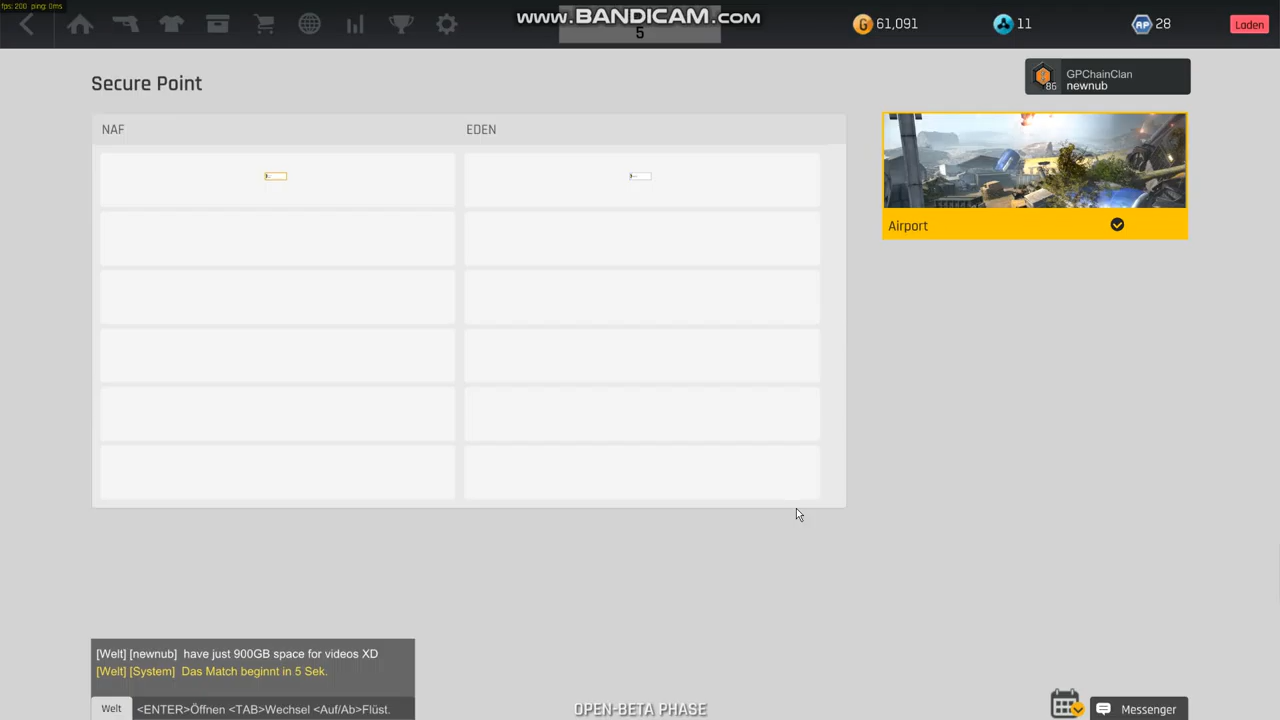 fps: 200 ping: 0ms
www.BANDICAM.com
5
G 61,091
11
AP 28
Laden
Secure Point
GPChainClan
86
newnub
NAF
EDEN
Airport
[Welt] [newnub] have just 900GB space for videos XD
[Welt] [System] Das Match beginnt in 5 Sek.
Welt
<ENTER>Öffnen <TAB>Wechsel <Auf/Ab>Flüst.
OPEN-BETA PHASE
Messenger